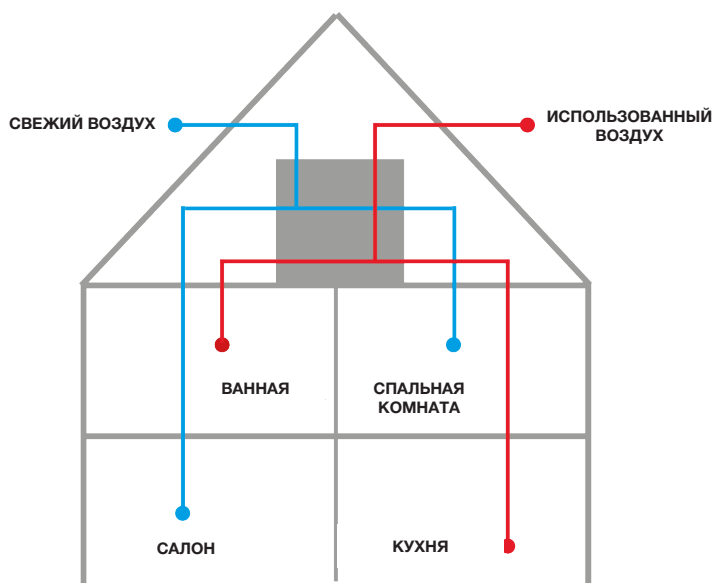 СВЕЖИЙ ВОЗДУХ
ИСПОЛЬЗОВАННЫЙ
ВОЗДУХ
ВАННАЯ
СПАЛЬНАЯ
КОМНАТА
САЛОН
КУХНЯ